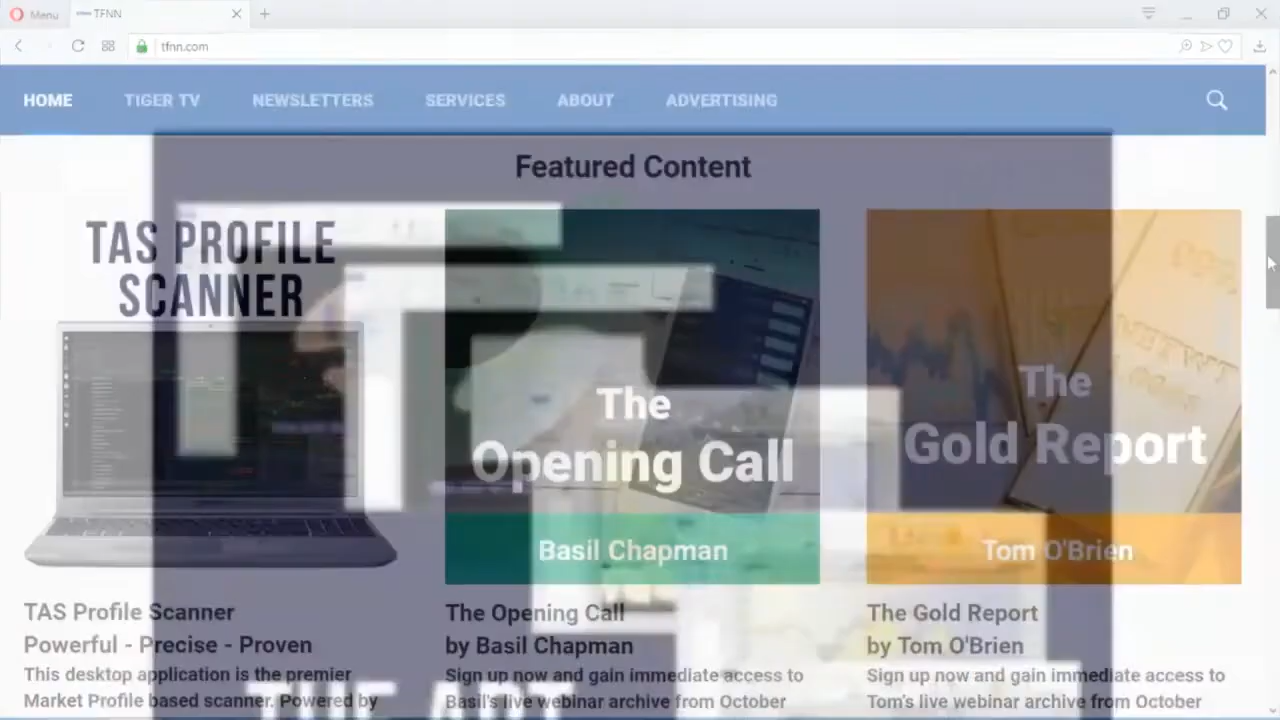 Menu
TFNN
tfnn.com
HOME
TIGER TV
NEWSLETTERS
SERVICES
ABOUT
ADVERTISING
Featured Content
TAS PROFILE
SCANNER
The
Opening Call
Basil Chapman
The
Gold Report
Tom O'Brien
TAS Profile Scanner
Powerful - Precise - Proven
This desktop application is the premier
Market Profile based scanner. Powered by
The Opening Call
by Basil Chapman
Sign up now and gain immediate access to
Basil's live webinar archive from October
The Gold Report
by Tom O'Brien
Sign up now and gain immediate access to
Tom's live webinar archive from October